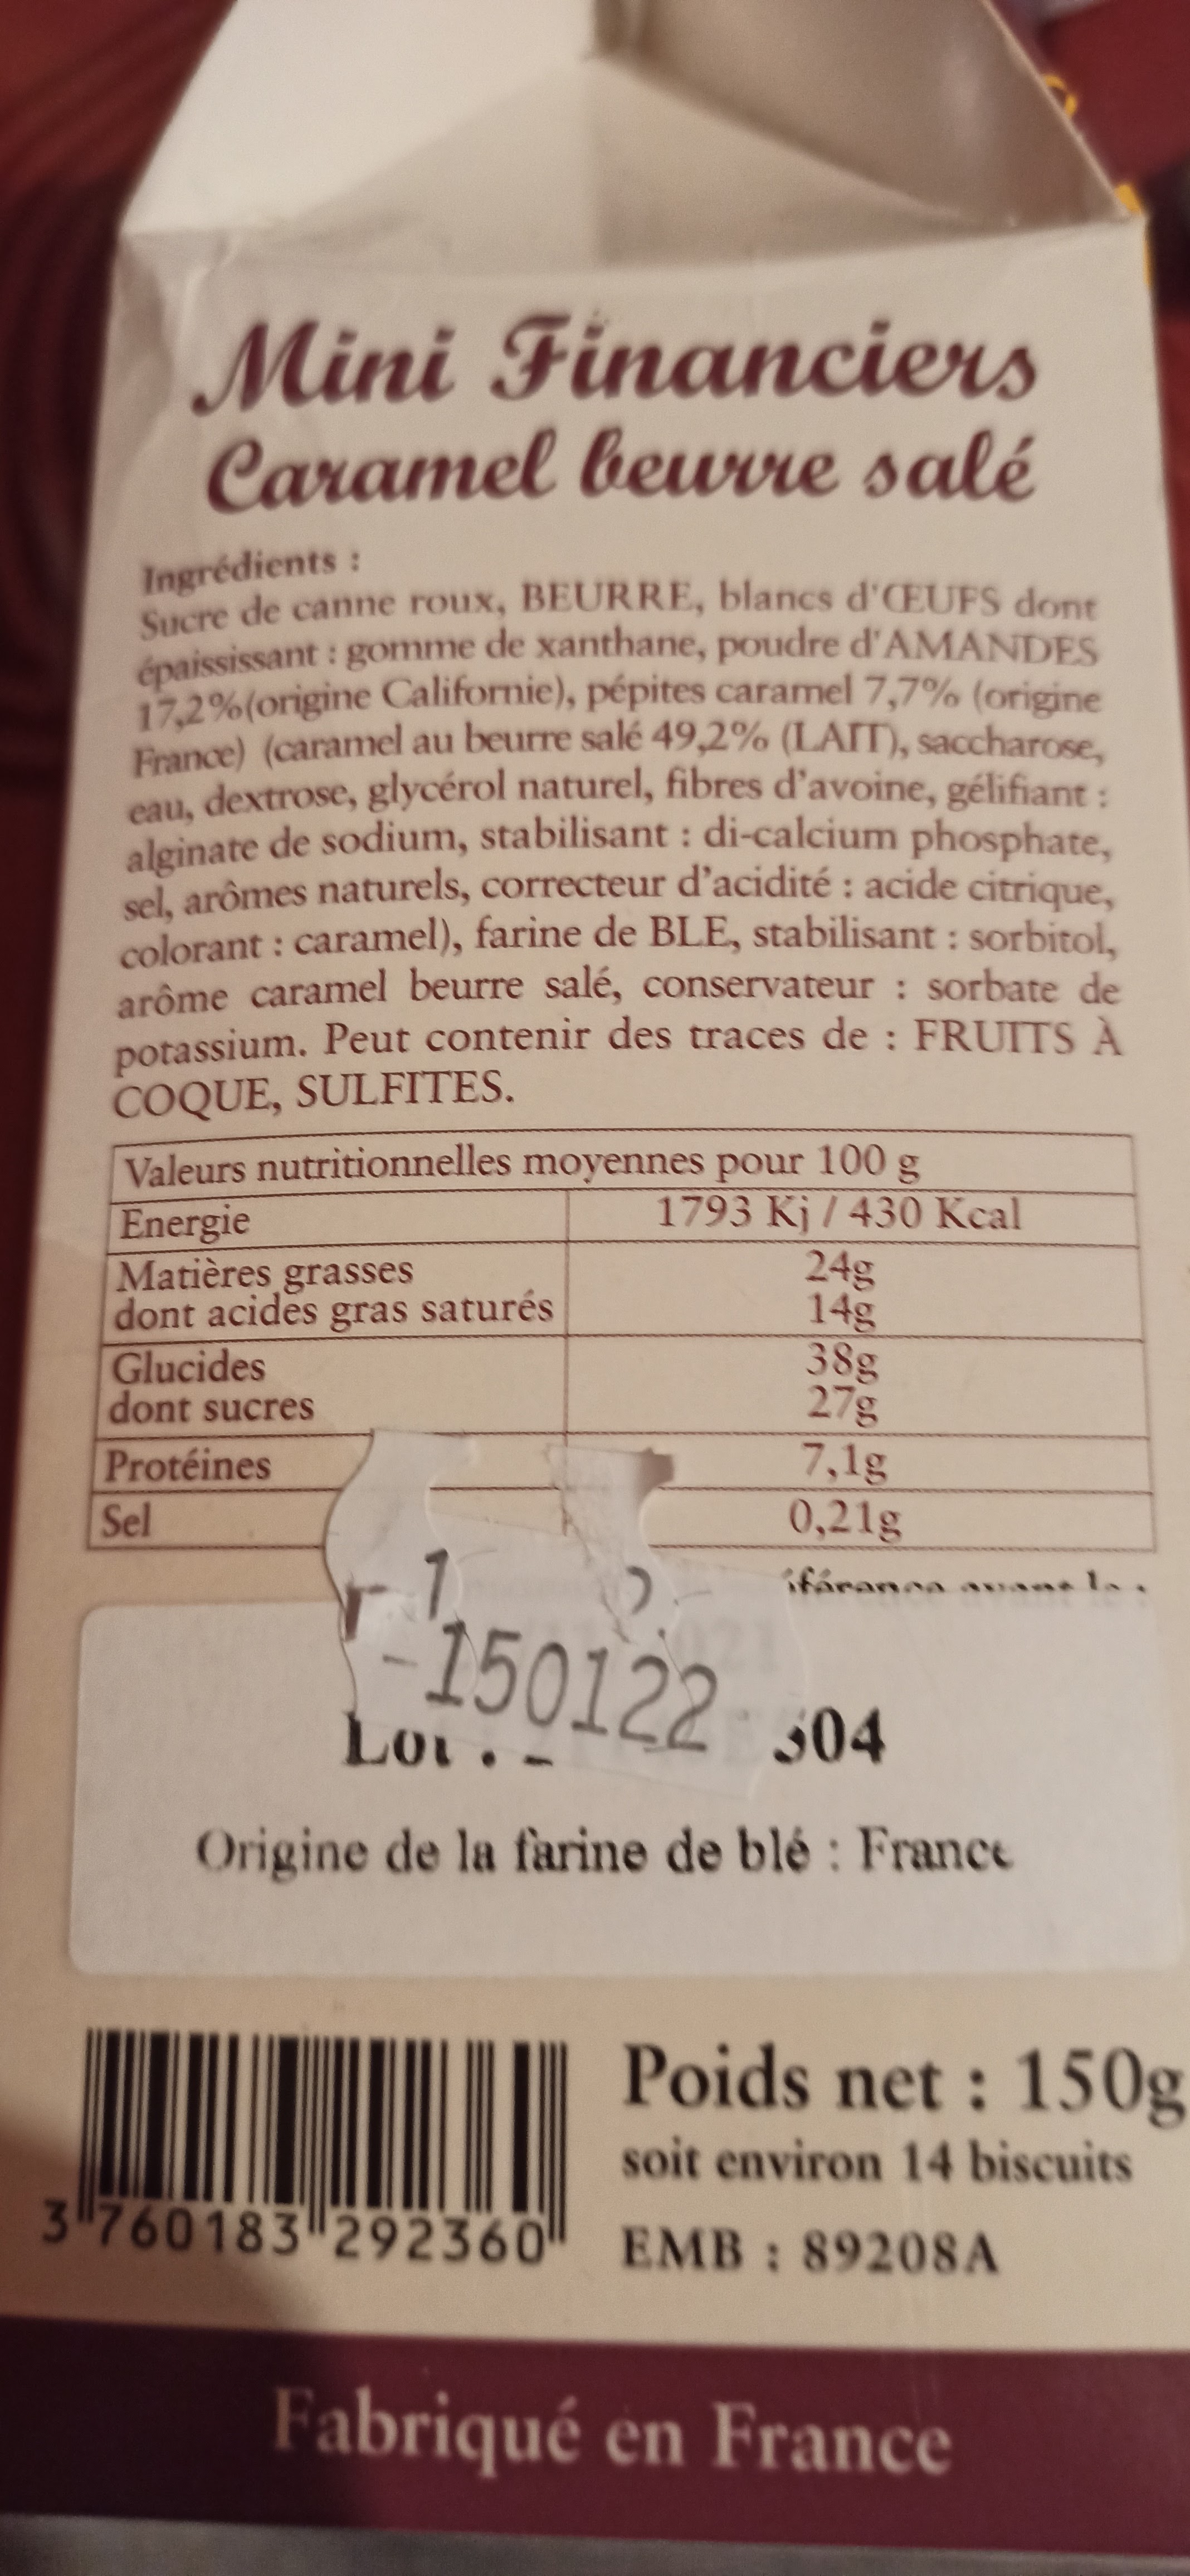 Mini Financiers
Caramel beurre salé
Ingrédients :
Sucre de canne roux, BEURRE, blancs d'ŒUFS dont
épaississant : gomme de xanthane, poudre d'AMANDES
17,2%(origine Californie), pépites caramel 7,7% (origine
France) (caramel au beurre salé 49,2% (LAIT), saccharose,
eau, dextrose, glycérol naturel, fibres d'avoine, gélifiant :
alginate de sodium, stabilisant : di-calcium phosphate,
sel, arômes naturels, correcteur d'acidité : acide citrique,
colorant : caramel), farine de BLE, stabilisant : sorbitol,
arôme caramel beurre salé, conservateur : sorbate de
potassium. Peut contenir des traces de : FRUITS À
COQUE, SULFITES.
Valeurs nutritionnelles moyennes pour 100 g
Energie 1793 Kj / 430 Kcal
Matières grasses 24g
dont acides gras saturés 14g
Glucides 38g
dont sucres 27g
Protéines 7,1g
Sel 0,21g
avant le :
-150122
Lot : 304
Origine de la farine de blé : France
Poids net : 150g
soit environ 14 biscuits
3 760183 292360
EMB : 89208A
Fabriqué en France